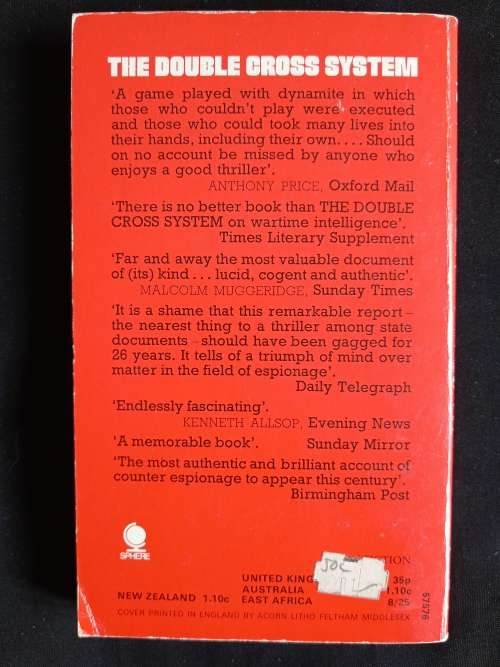 THE DOUBLE CROSS SYSTEM
'A game played with dynamite in which
those who couldn't play were executed
and those who could took many lives into
their hands, including their own.... Should
on no account be missed by anyone who
enjoys a good thriller'.
ANTHONY PRICE, Oxford Mail
'There is no better book than THE DOUBLE
CROSS SYSTEM on wartime intelligence'.
Times Literary Supplement
'Far and away the most valuable document
of (its) kind ... lucid, cogent and authentic'.
MALCOLM MUGGERIDGE, Sunday Times
'It is a shame that this remarkable report –
the nearest thing to a thriller among state
documents – should have been gagged for
26 years. It tells of a triumph of mind over
matter in the field of espionage'.
Daily Telegraph
'Endlessly fascinating'.
KENNETH ALLSOP, Evening News
'A memorable book'. Sunday Mirror
'The most authentic and brilliant account of
counter espionage to appear this century'.
Birmingham Post
SPHERE
UNITED KING 35p
AUSTRALIA 1.10c
NEW ZEALAND 1.10c EAST AFRICA 8/25
COVER PRINTED IN ENGLAND BY ACORN LITHO FELTHAM MIDDLESEX